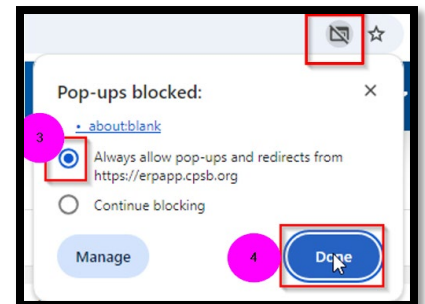 Pop-ups blocked:
• about:blank
3
Always allow pop-ups and redirects from
https://erpapp.cpsb.org
Continue blocking
Manage
4
Done